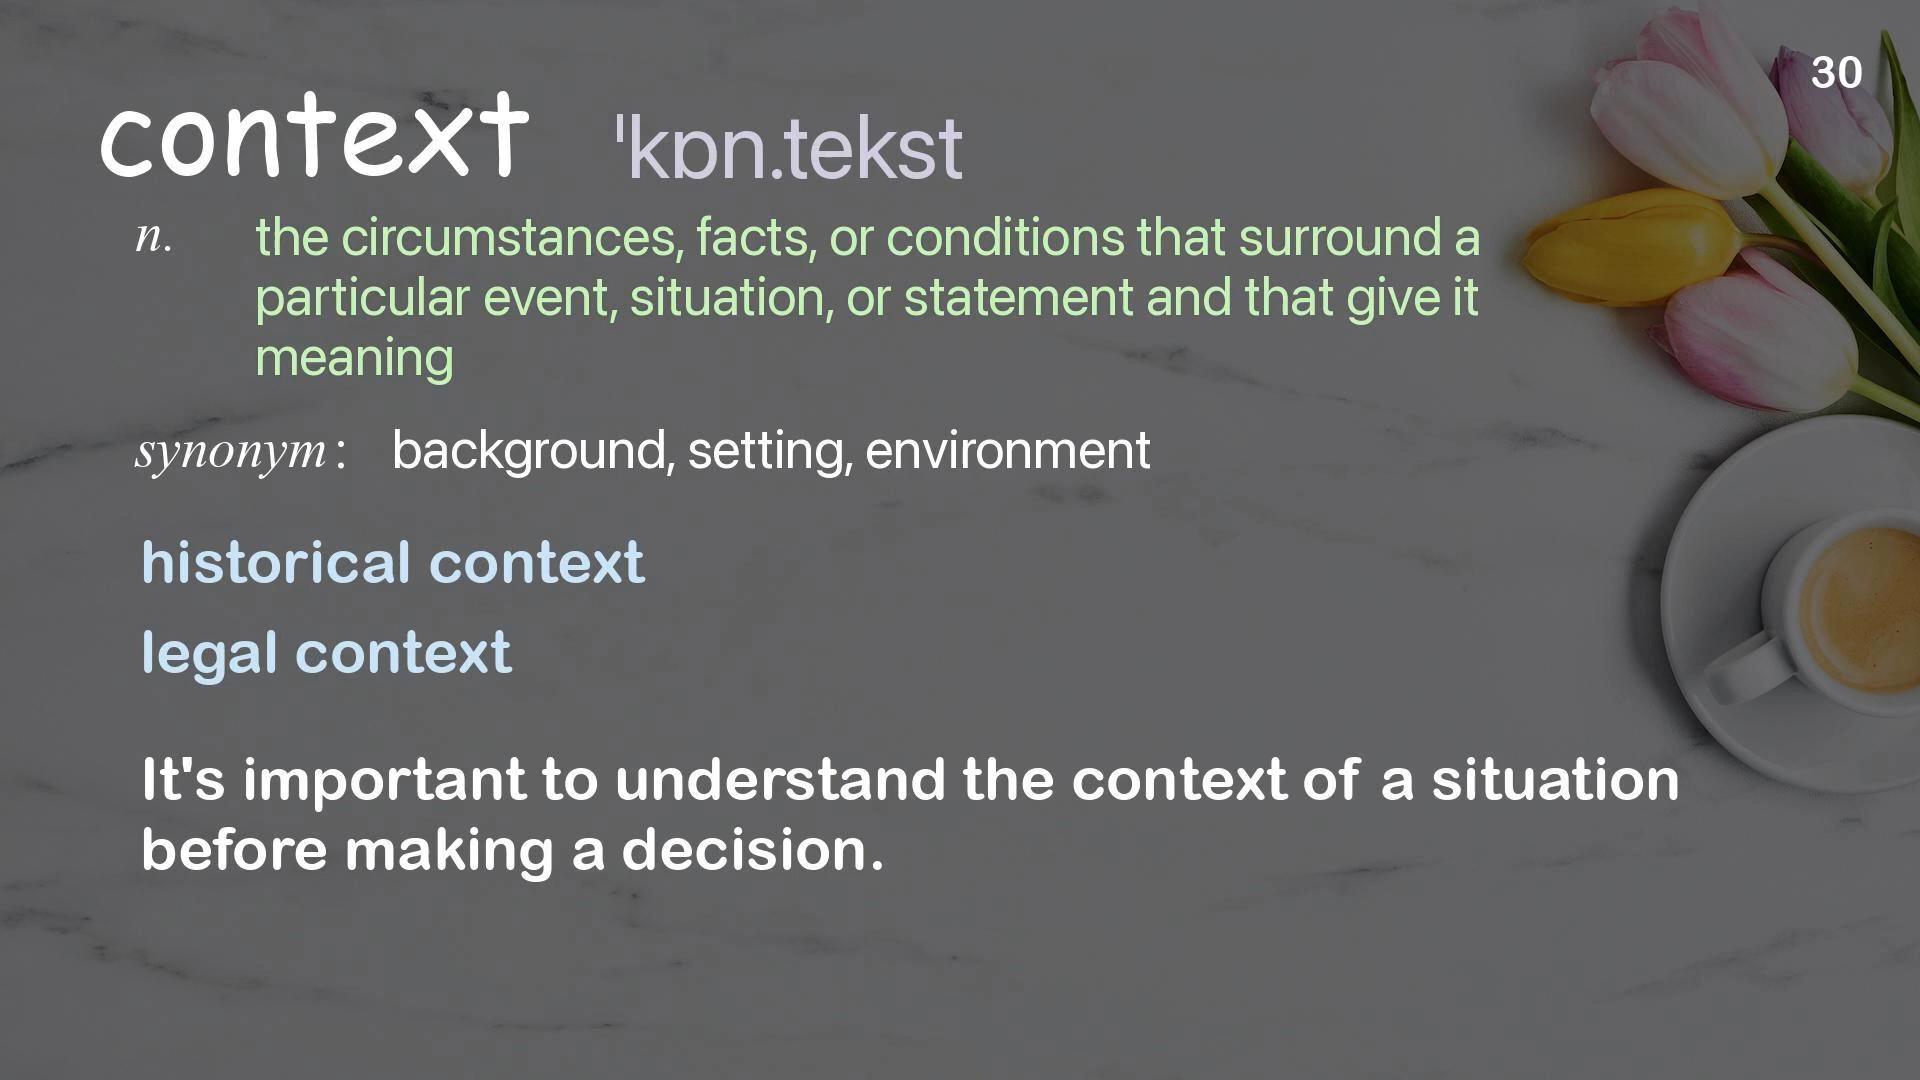 30
context ˈkɒn.tekst
n. the circumstances, facts, or conditions that surround a
particular event, situation, or statement and that give it
meaning
synonym: background, setting, environment
historical context
legal context
It's important to understand the context of a situation
before making a decision.